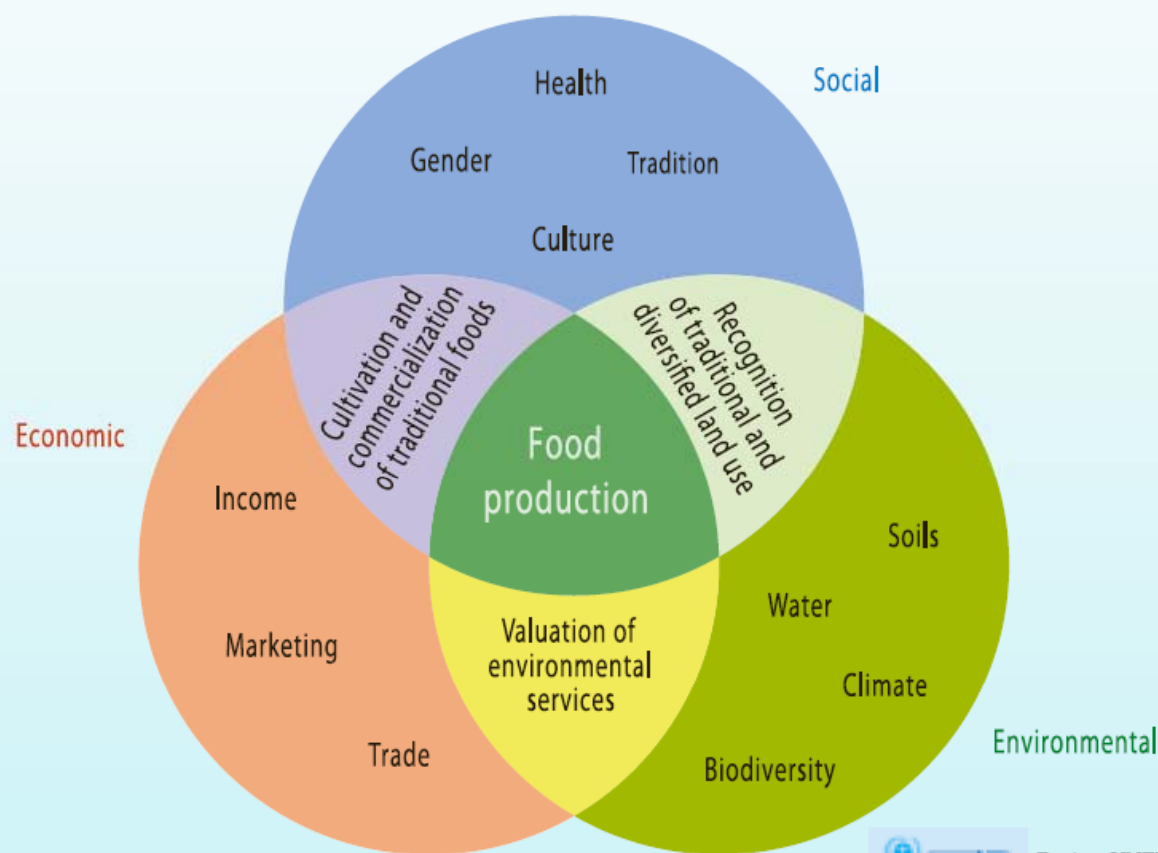 Health
Social
Gender
Tradition
Culture
Cultivation and
commercialization
of traditional foods
Recognition
of traditional and
diversified land use
Economic
Food
production
Income
Soils
Water
Valuation of
environmental
services
Marketing
Climate
Trade
Biodiversity
Environmental